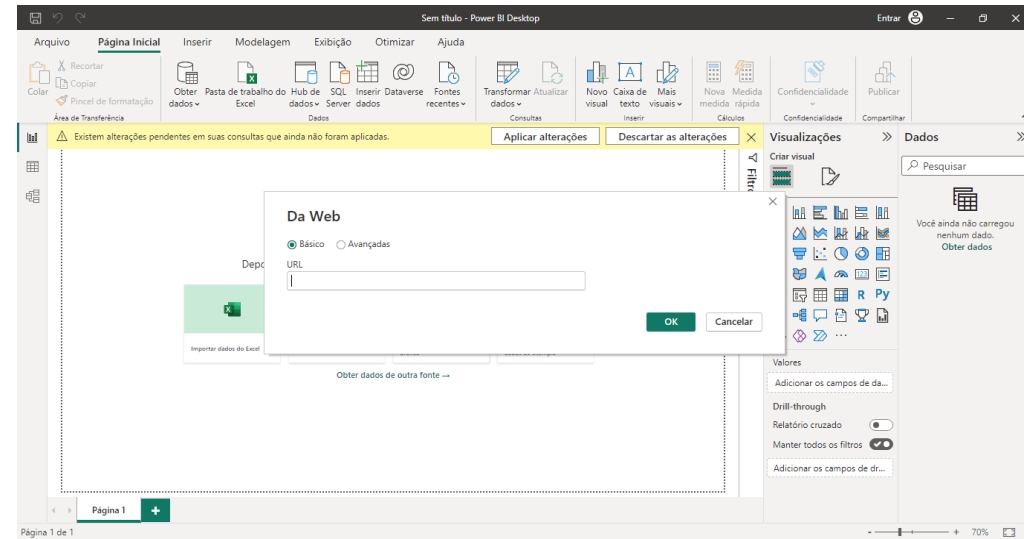 Sem título - Power BI Desktop
Entrar
Arquivo Página Inicial Inserir Modelagem Exibição Otimizar Ajuda
Colar
Recortar
Copiar
Pincel de formatação
Área de Transferência
Obter dados
Pasta de trabalho do Excel
Hub de dados
SQL Server
Inserir dados
Dataverse
Fontes recentes
Dados
Transformar dados
Atualizar
Consultas
Novo visual
Caixa de texto
Mais visuais
Inserir
Nova medida
Medida rápida
Cálculos
Confidencialidade
Confidencialidade
Publicar
Compartilhar
Existem alterações pendentes em suas consultas que ainda não foram aplicadas.
Aplicar alterações
Descartar as alterações
Da Web
Básico Avançadas
URL
OK Cancelar
Importar dados do Excel
Obter dados de outra fonte →
Visualizações
Criar visual
123
R Py
Valores
Adicionar os campos de da...
Drill-through
Relatório cruzado
Manter todos os filtros
Adicionar os campos de dr...
Dados
Pesquisar
Você ainda não carregou
nenhum dado.
Obter dados
Página 1
Página 1 de 1
70%